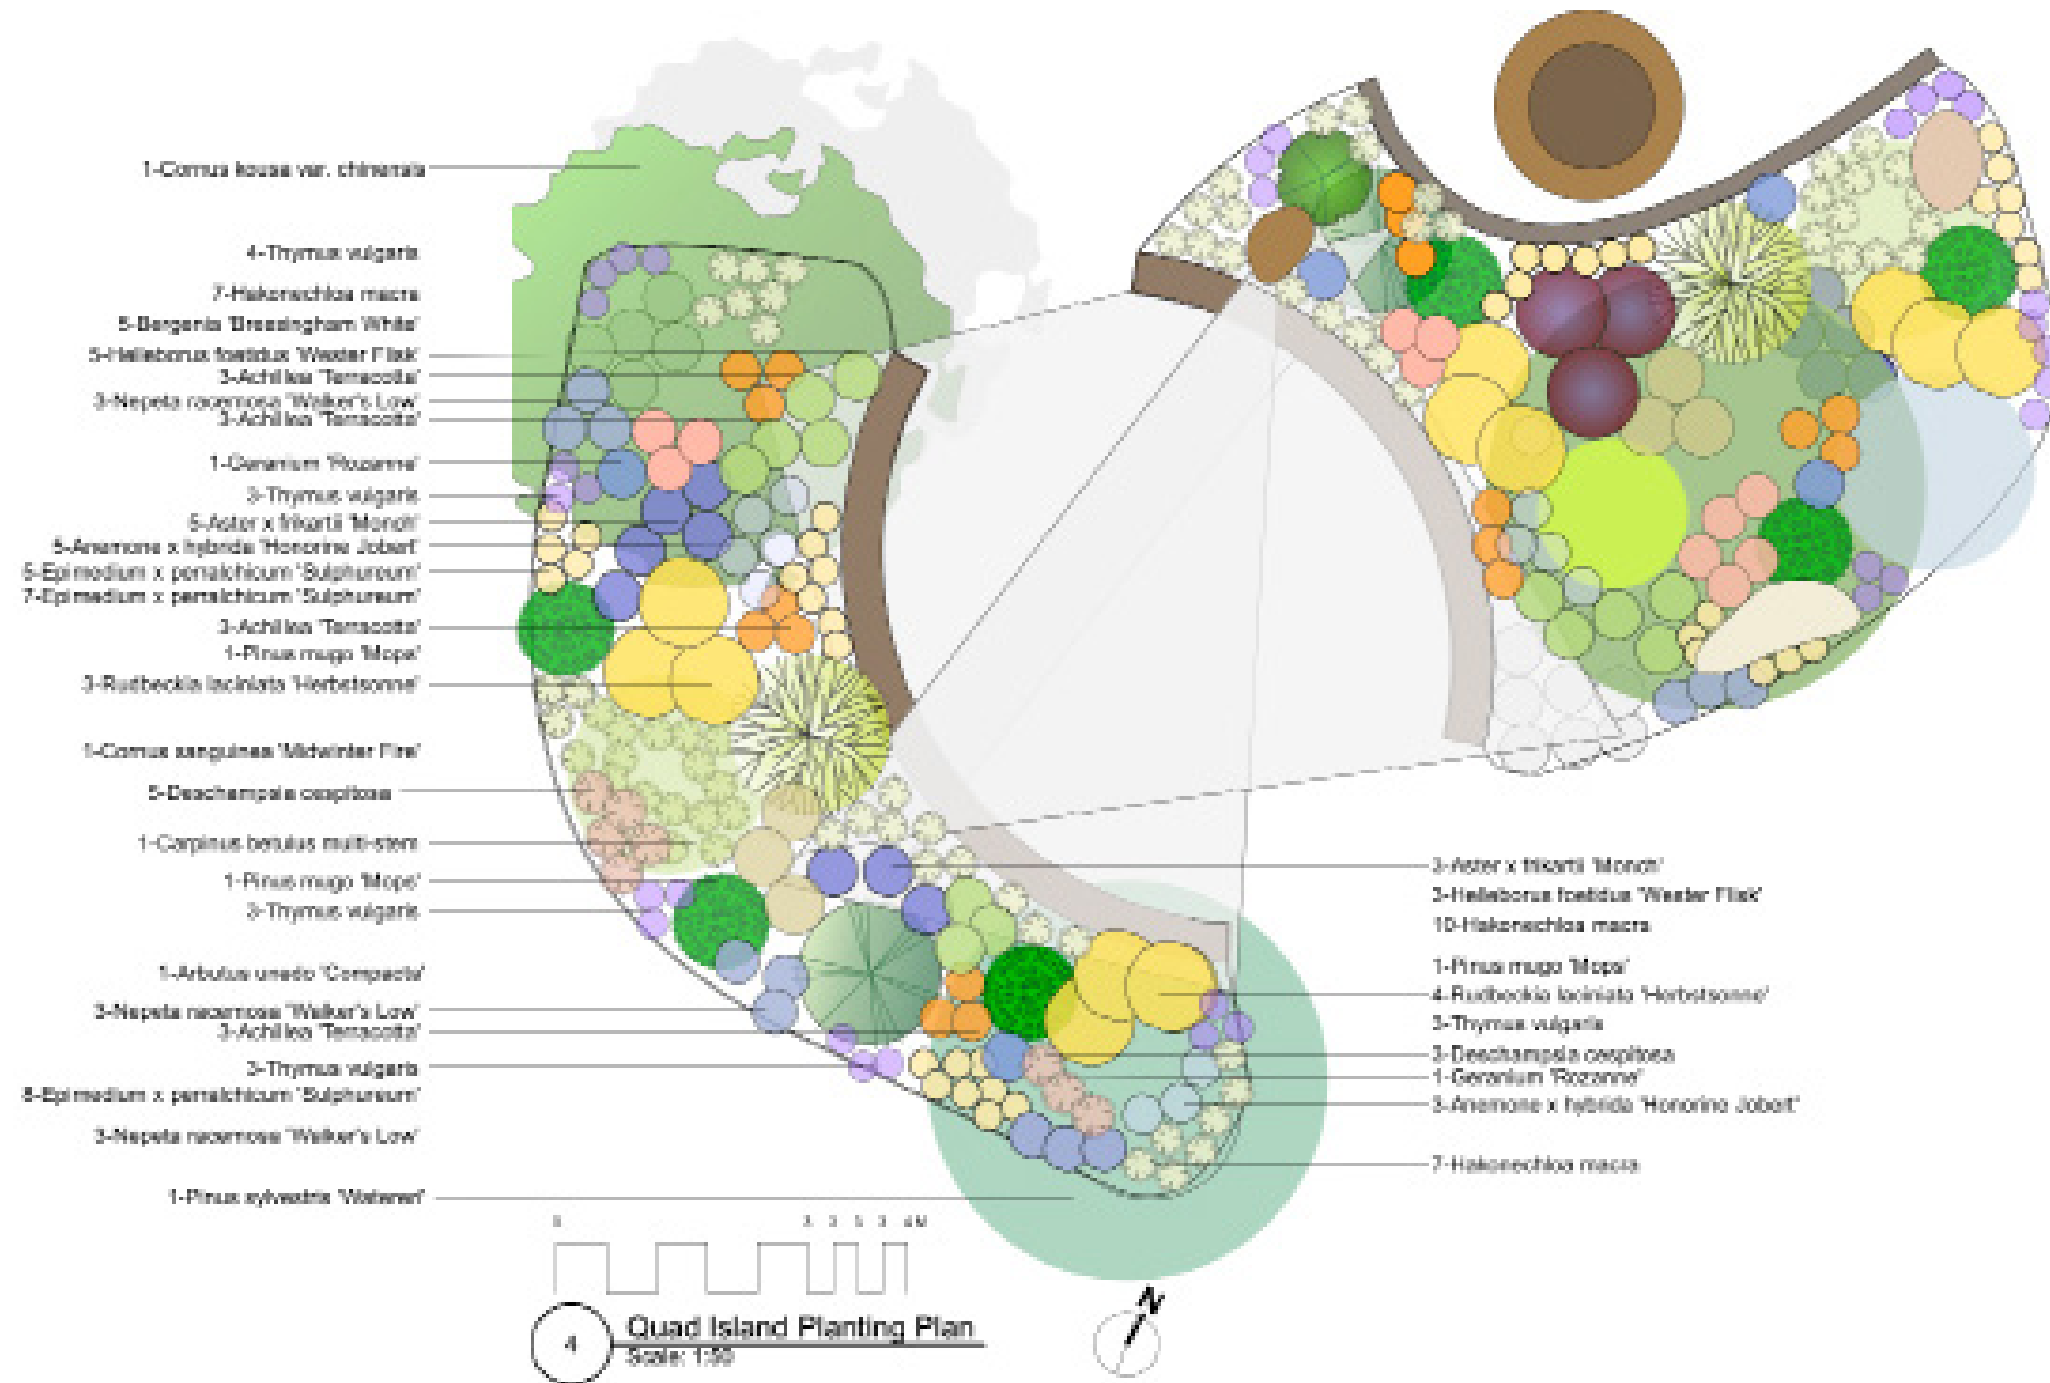 1-Cornus kousa var. chinensis
4-Thymus vulgaris
7-Hakonechloa macra
5-Bergenia 'Bressingham White'
5-Helleborus foetidus 'Wester Flisk'
3-Achillea 'Terracotta'
3-Nepeta racemosa 'Walker's Low'
3-Achillea 'Terracotta'
1-Geranium 'Rozanne'
3-Thymus vulgaris
5-Aster x frikartii 'Monch'
5-Anemone x hybrida 'Honorine Jobert'
6-Epimedium x perralchicum 'Sulphureum'
7-Epimedium x perralchicum 'Sulphureum'
3-Achillea 'Terracotta'
1-Pinus mugo 'Mops'
3-Rudbeckia laciniata 'Herbstsonne'
1-Cornus sanguinea 'Midwinter Fire'
5-Deschampsia cespitosa
1-Carpinus betulus multi-stem
1-Pinus mugo 'Mops'
3-Thymus vulgaris
1-Arbutus unedo 'Compacta'
3-Nepeta racemosa 'Walker's Low'
3-Achillea 'Terracotta'
3-Thymus vulgaris
8-Epimedium x perralchicum 'Sulphureum'
3-Nepeta racemosa 'Walker's Low'
1-Pinus sylvestris 'Watereri'
3-Aster x frikartii 'Monch'
3-Helleborus foetidus 'Wester Flisk'
10-Hakonechloa macra
1-Pinus mugo 'Mops'
4-Rudbeckia laciniata 'Herbstsonne'
3-Thymus vulgaris
3-Deschampsia cespitosa
1-Geranium 'Rozanne'
3-Anemone x hybrida 'Honorine Jobert'
7-Hakonechloa macra
4 M
N
4
Quad Island Planting Plan
Scale: 1:50